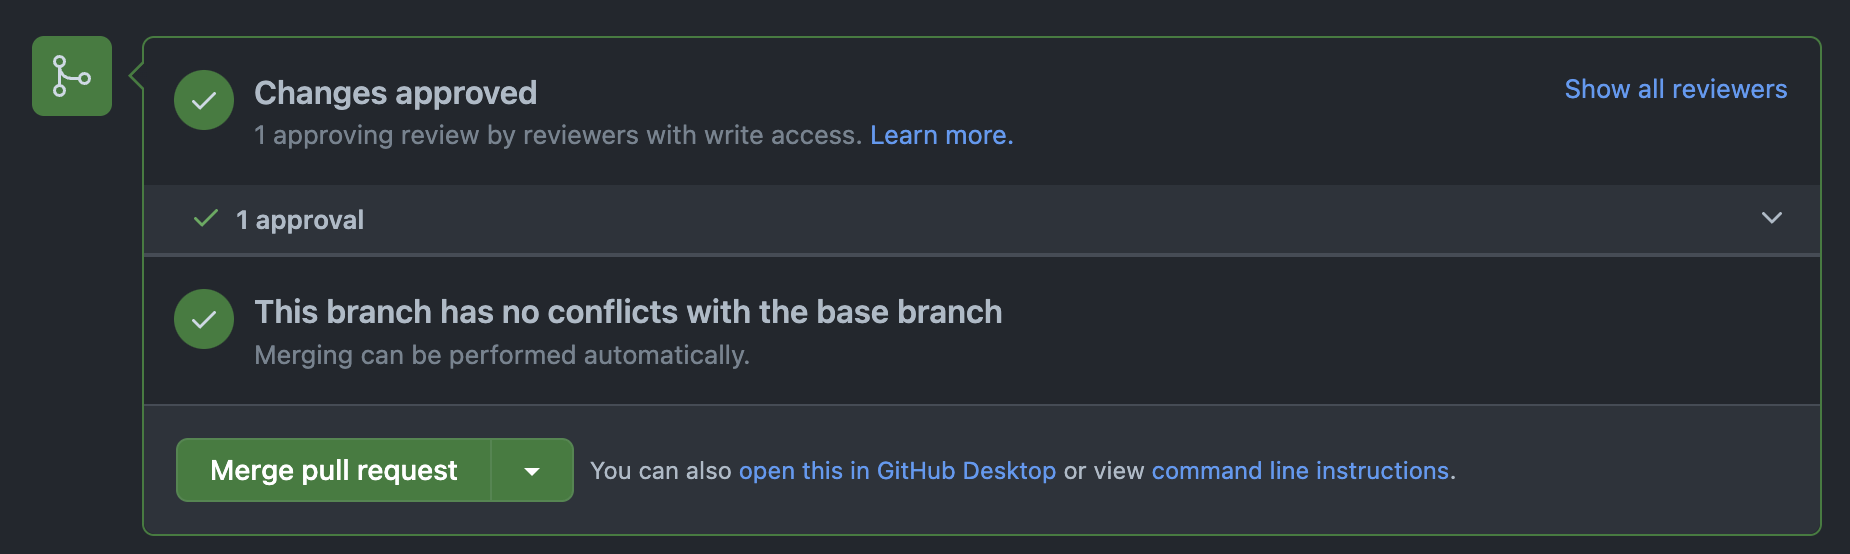 Changes approved
Show all reviewers
1 approving review by reviewers with write access. Learn more.
1 approval
This branch has no conflicts with the base branch
Merging can be performed automatically.
Merge pull request
You can also open this in GitHub Desktop or view command line instructions.